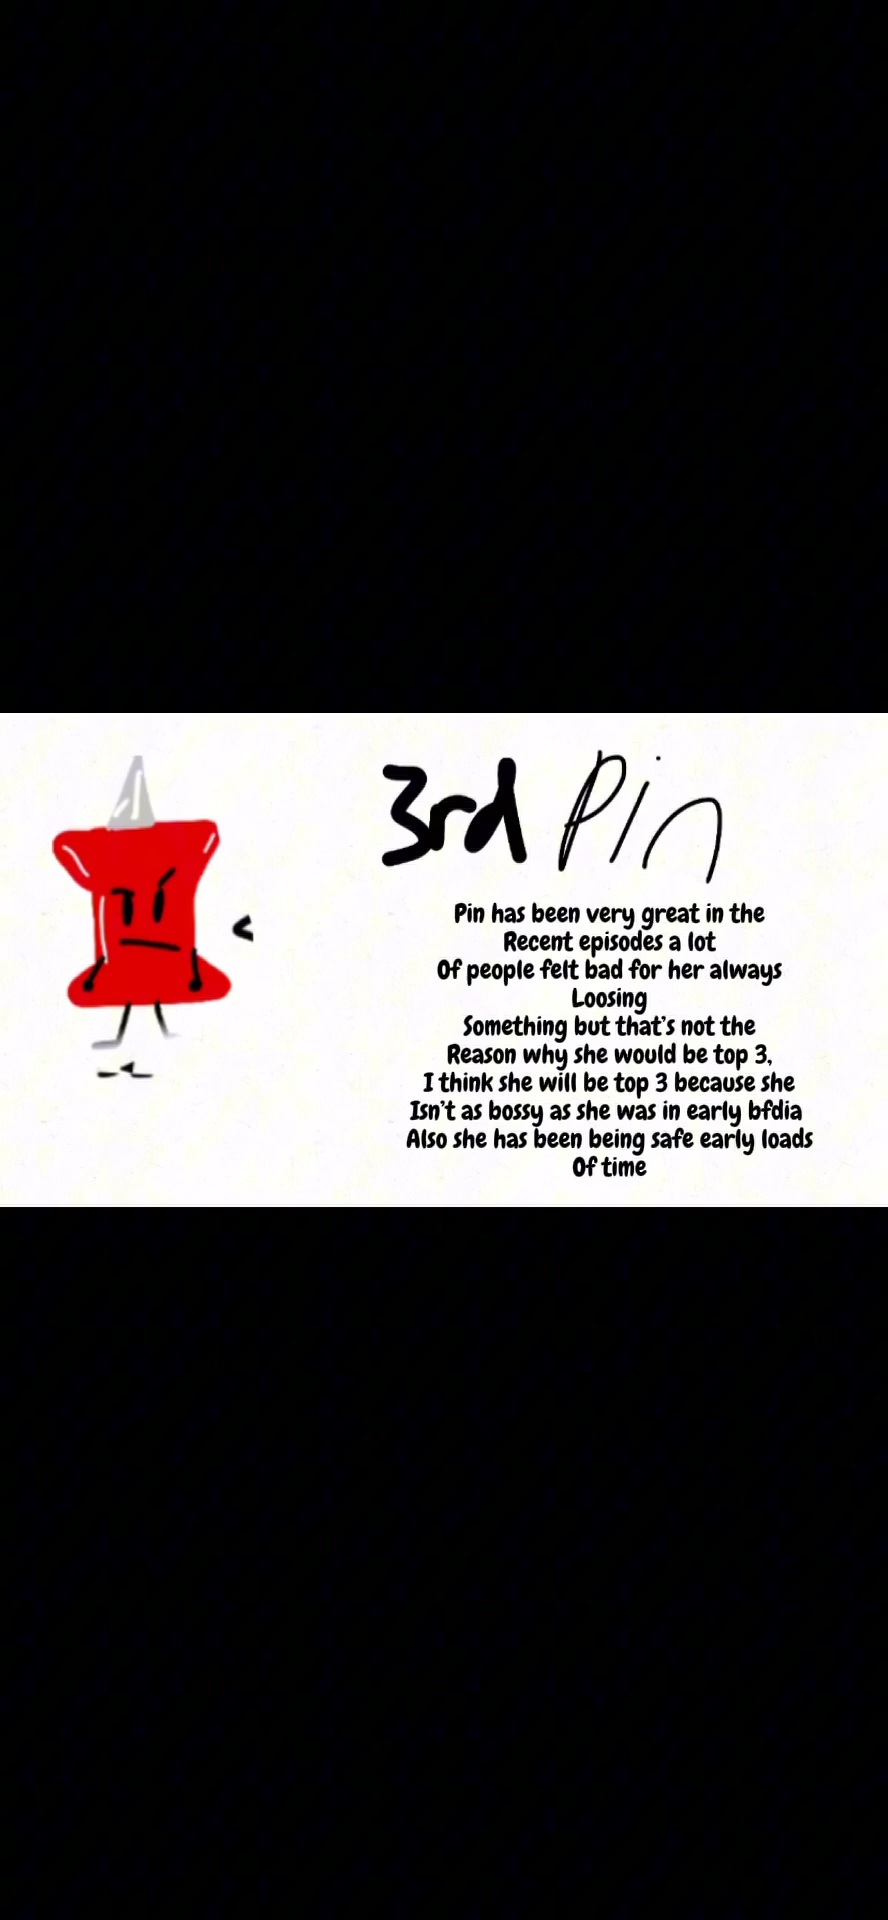 3rd Pin
Pin has been very great in the
Recent episodes a lot
Of people felt bad for her always
Loosing
Something but that's not the
Reason why she would be top 3,
I think she will be top 3 because she
Isn't as bossy as she was in early bfdia
Also she has been being safe early loads
Of time